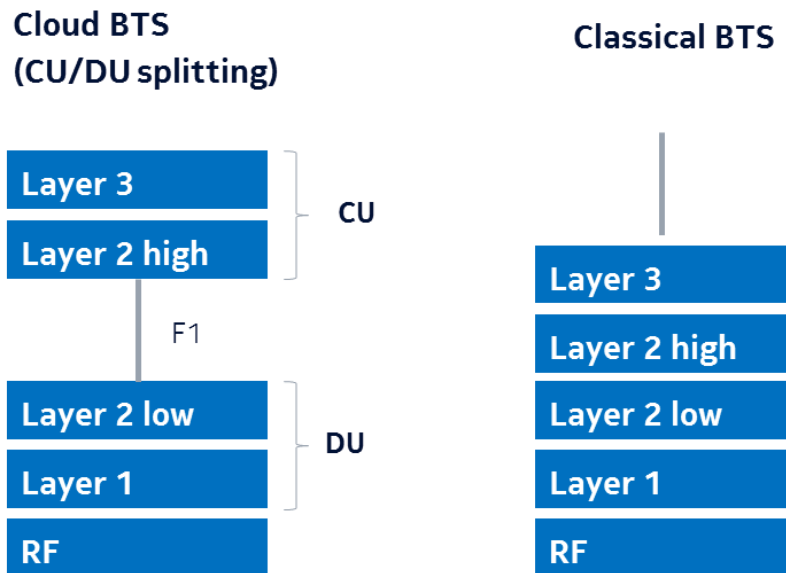 Cloud BTS
(CU/DU splitting)
Layer 3
Layer 2 high
CU
F1
Layer 2 low
Layer 1
DU
RF
Classical BTS
Layer 3
Layer 2 high
Layer 2 low
Layer 1
RF